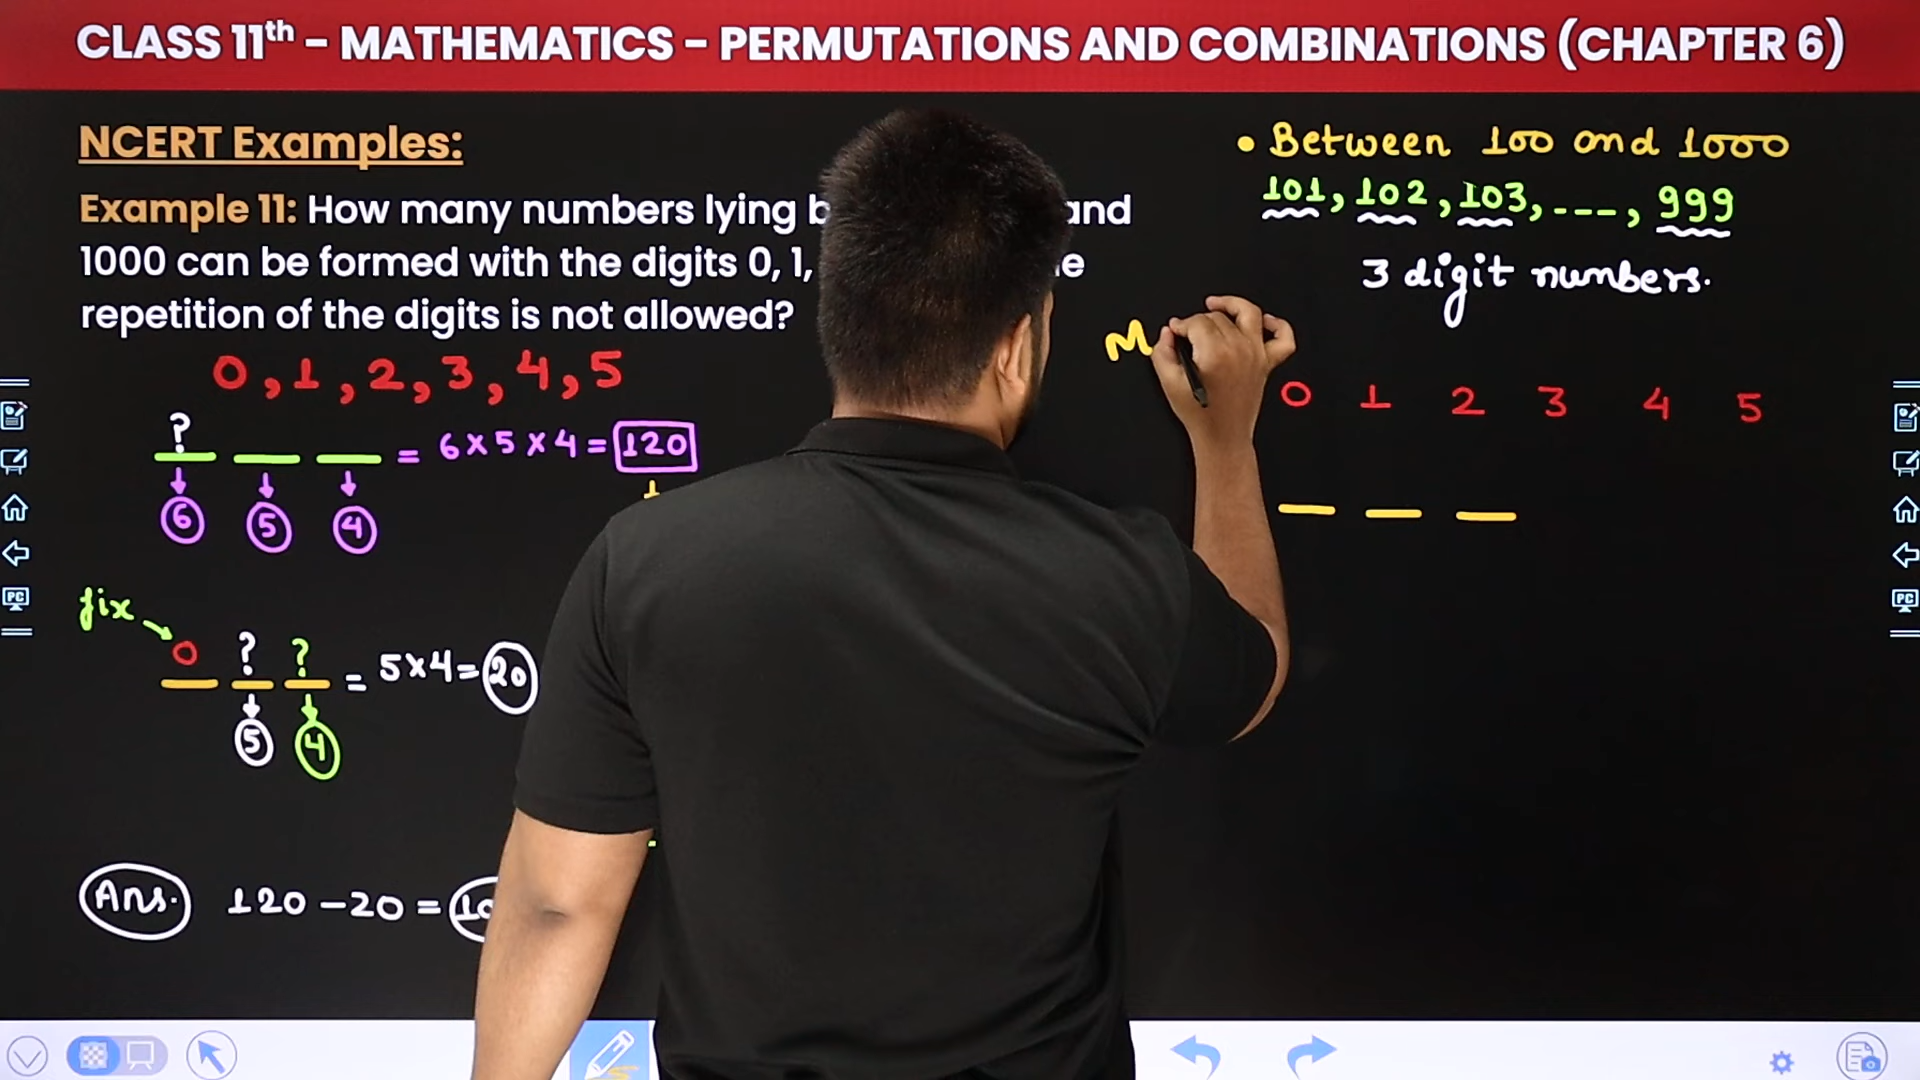 CLASS 11th - MATHEMATICS - PERMUTATIONS AND COMBINATIONS (CHAPTER 6)
NCERT Examples:
Example 11: How many numbers lying and
1000 can be formed with the digits 0, 1,
repetition of the digits is not allowed?
0, 1, 2, 3, 4, 5
?
= 6 x 5 x 4 = 120
6 5 4
fix
0 ? ?
= 5x4= 20
5 4
Ans. 120 - 20 =
• Between 100 and 1000
101, 102, 103, ---, 999
3 digit numbers.
M
0 1 2 3 4 5
PC
PC